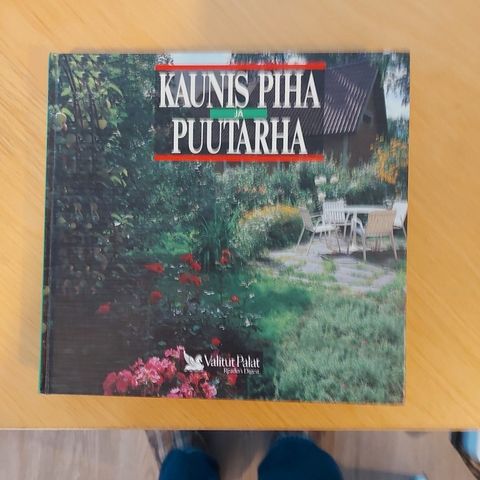 KAUNIS PIHA
JA
PUUTARHA
Valitut Palat
Reader's Digest